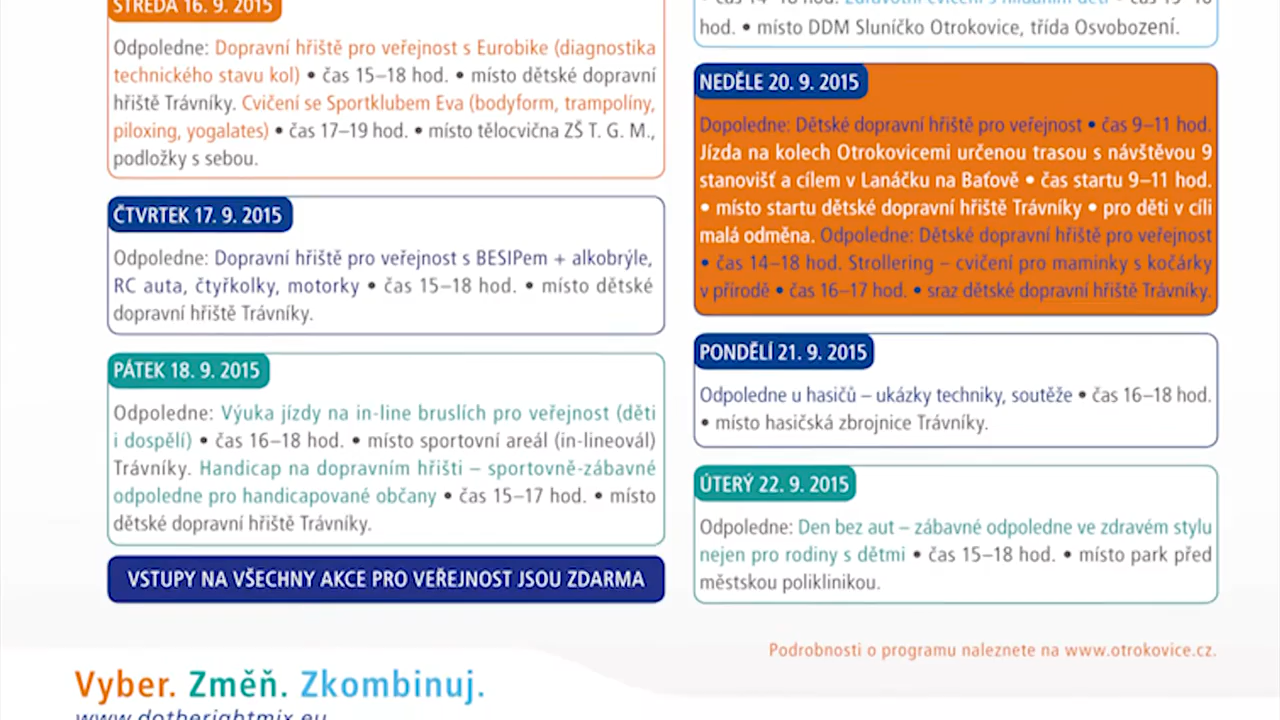 STŘEDA 16. 9. 2015
Odpoledne: Dopravní hřiště pro veřejnost s Eurobike (diagnostika
technického stavu kol) • čas 15–18 hod. • místo dětské dopravní
hřiště Trávníky. Cvičení se Sportklubem Eva (bodyform, trampolíny,
piloxing, yogalates) • čas 17–19 hod. • místo tělocvična ZŠ T. G. M.,
podložky s sebou.
ČTVRTEK 17. 9. 2015
Odpoledne: Dopravní hřiště pro veřejnost s BESIPem + alkobrýle,
RC auta, čtyřkolky, motorky • čas 15–18 hod. • místo dětské
dopravní hřiště Trávníky.
PÁTEK 18. 9. 2015
Odpoledne: Výuka jízdy na in-line bruslích pro veřejnost (děti
i dospělí) • čas 16–18 hod. • místo sportovní areál (in-lineovál)
Trávníky. Handicap na dopravním hřišti – sportovně-zábavné
odpoledne pro handicapované občany • čas 15–17 hod. • místo
dětské dopravní hřiště Trávníky.
VSTUPY NA VŠECHNY AKCE PRO VEŘEJNOST JSOU ZDARMA
hod. • místo DDM Sluníčko Otrokovice, třída Osvobození.
NEDĚLE 20. 9. 2015
Dopoledne: Dětské dopravní hřiště pro veřejnost • čas 9–11 hod.
Jízda na kolech Otrokovicemi určenou trasou s návštěvou 9
stanovišť a cílem v Lanáčku na Baťově • čas startu 9–11 hod.
• místo startu dětské dopravní hřiště Trávníky • pro děti v cíli
malá odměna. Odpoledne: Dětské dopravní hřiště pro veřejnost
• čas 14–18 hod. Strollering – cvičení pro maminky s kočárky
v přírodě • čas 16–17 hod. • sraz dětské dopravní hřiště Trávníky.
PONDĚLÍ 21. 9. 2015
Odpoledne u hasičů – ukázky techniky, soutěže • čas 16–18 hod.
• místo hasičská zbrojnice Trávníky.
ÚTERÝ 22. 9. 2015
Odpoledne: Den bez aut – zábavné odpoledne ve zdravém stylu
nejen pro rodiny s dětmi • čas 15–18 hod. • místo park před
městskou poliklinikou.
Podrobnosti o programu naleznete na www.otrokovice.cz.
Vyber. Změň. Zkombinuj.
www.dotherightmix.eu